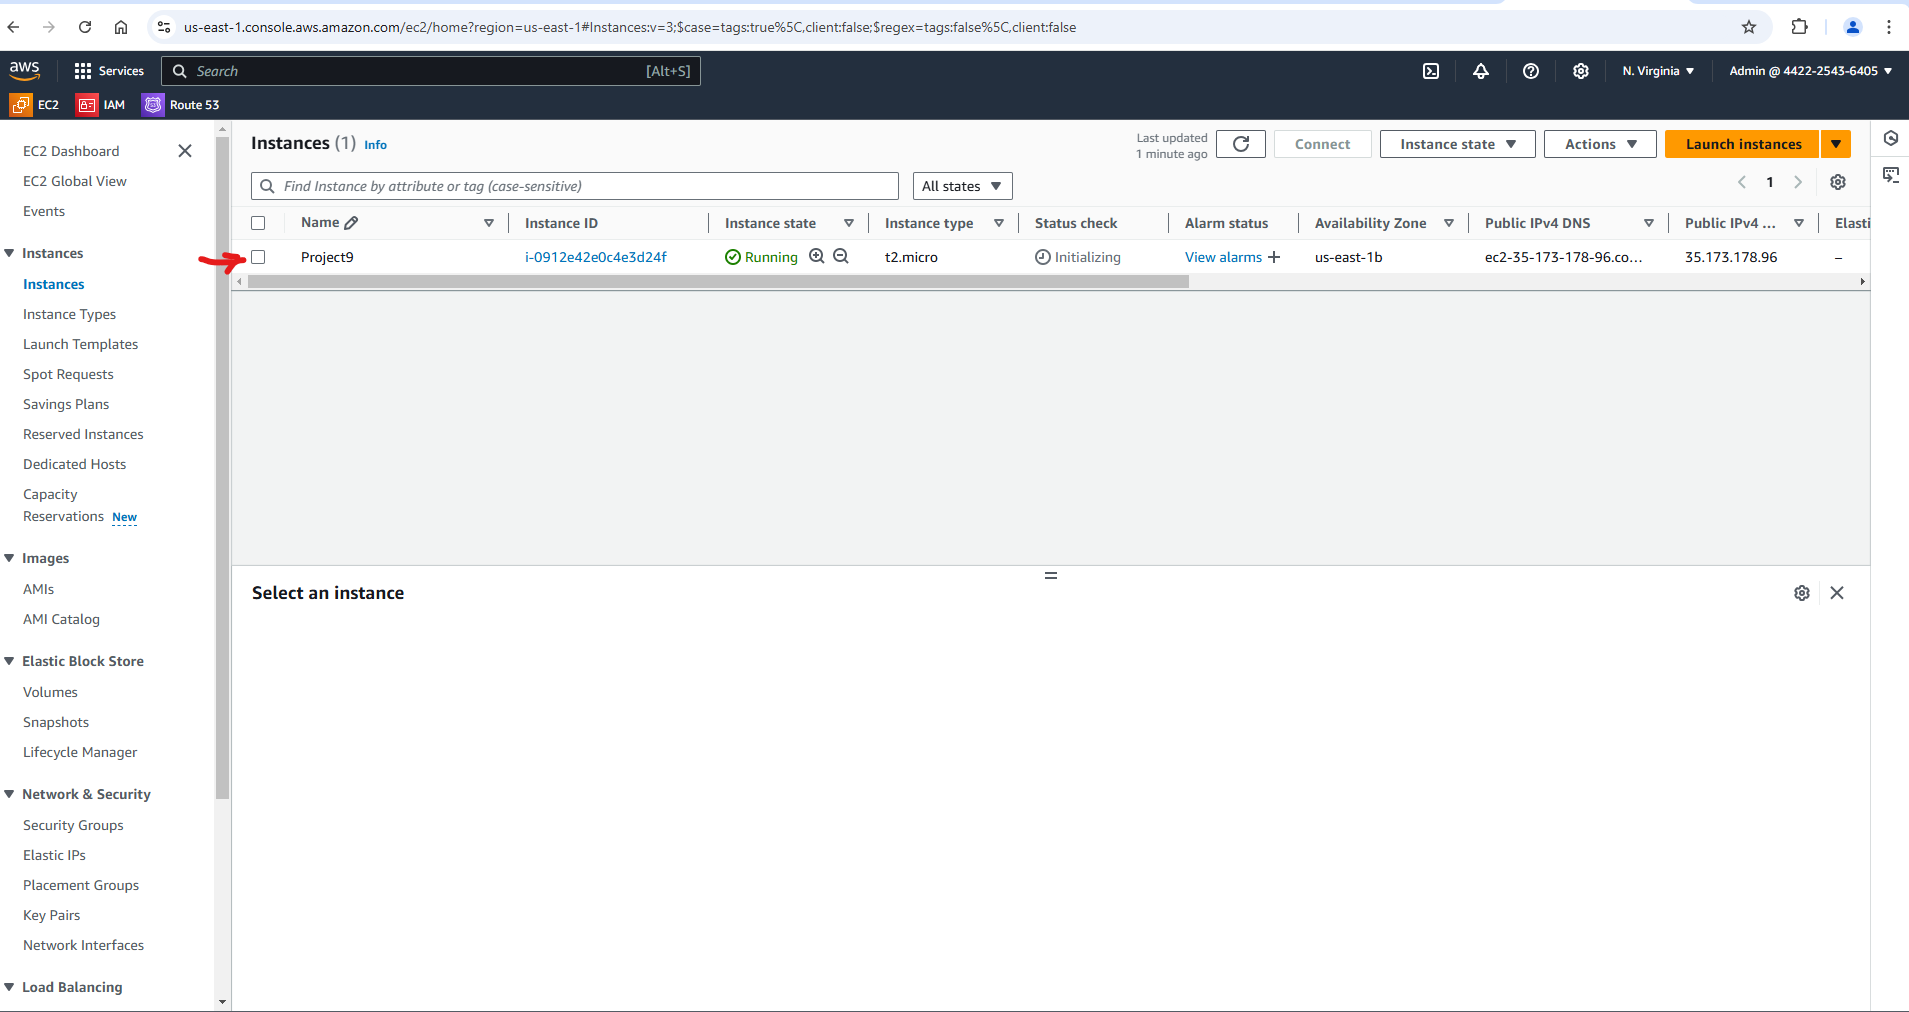 us-east-1.console.aws.amazon.com/ec2/home?region=us-east-1#Instances:v=3;$case=tags:true%5C,client:false;$regex=tags:false%5C,client:false
aws Services Search [Alt+S] N. Virginia Admin @ 4422-2543-6405
EC2 IAM Route 53
EC2 Dashboard
EC2 Global View
Events
Instances
Instances
Instance Types
Launch Templates
Spot Requests
Savings Plans
Reserved Instances
Dedicated Hosts
Capacity
Reservations New
Images
AMIs
AMI Catalog
Elastic Block Store
Volumes
Snapshots
Lifecycle Manager
Network & Security
Security Groups
Elastic IPs
Placement Groups
Key Pairs
Network Interfaces
Load Balancing
Instances (1) Info
Last updated
1 minute ago
Connect Instance state Actions Launch instances
Find Instance by attribute or tag (case-sensitive) All states 1
Name Instance ID Instance state Instance type Status check Alarm status Availability Zone Public IPv4 DNS Public IPv4 ... Elasti
Project9 i-0912e42e0c4e3d24f Running t2.micro Initializing View alarms + us-east-1b ec2-35-173-178-96.co... 35.173.178.96 –
Select an instance